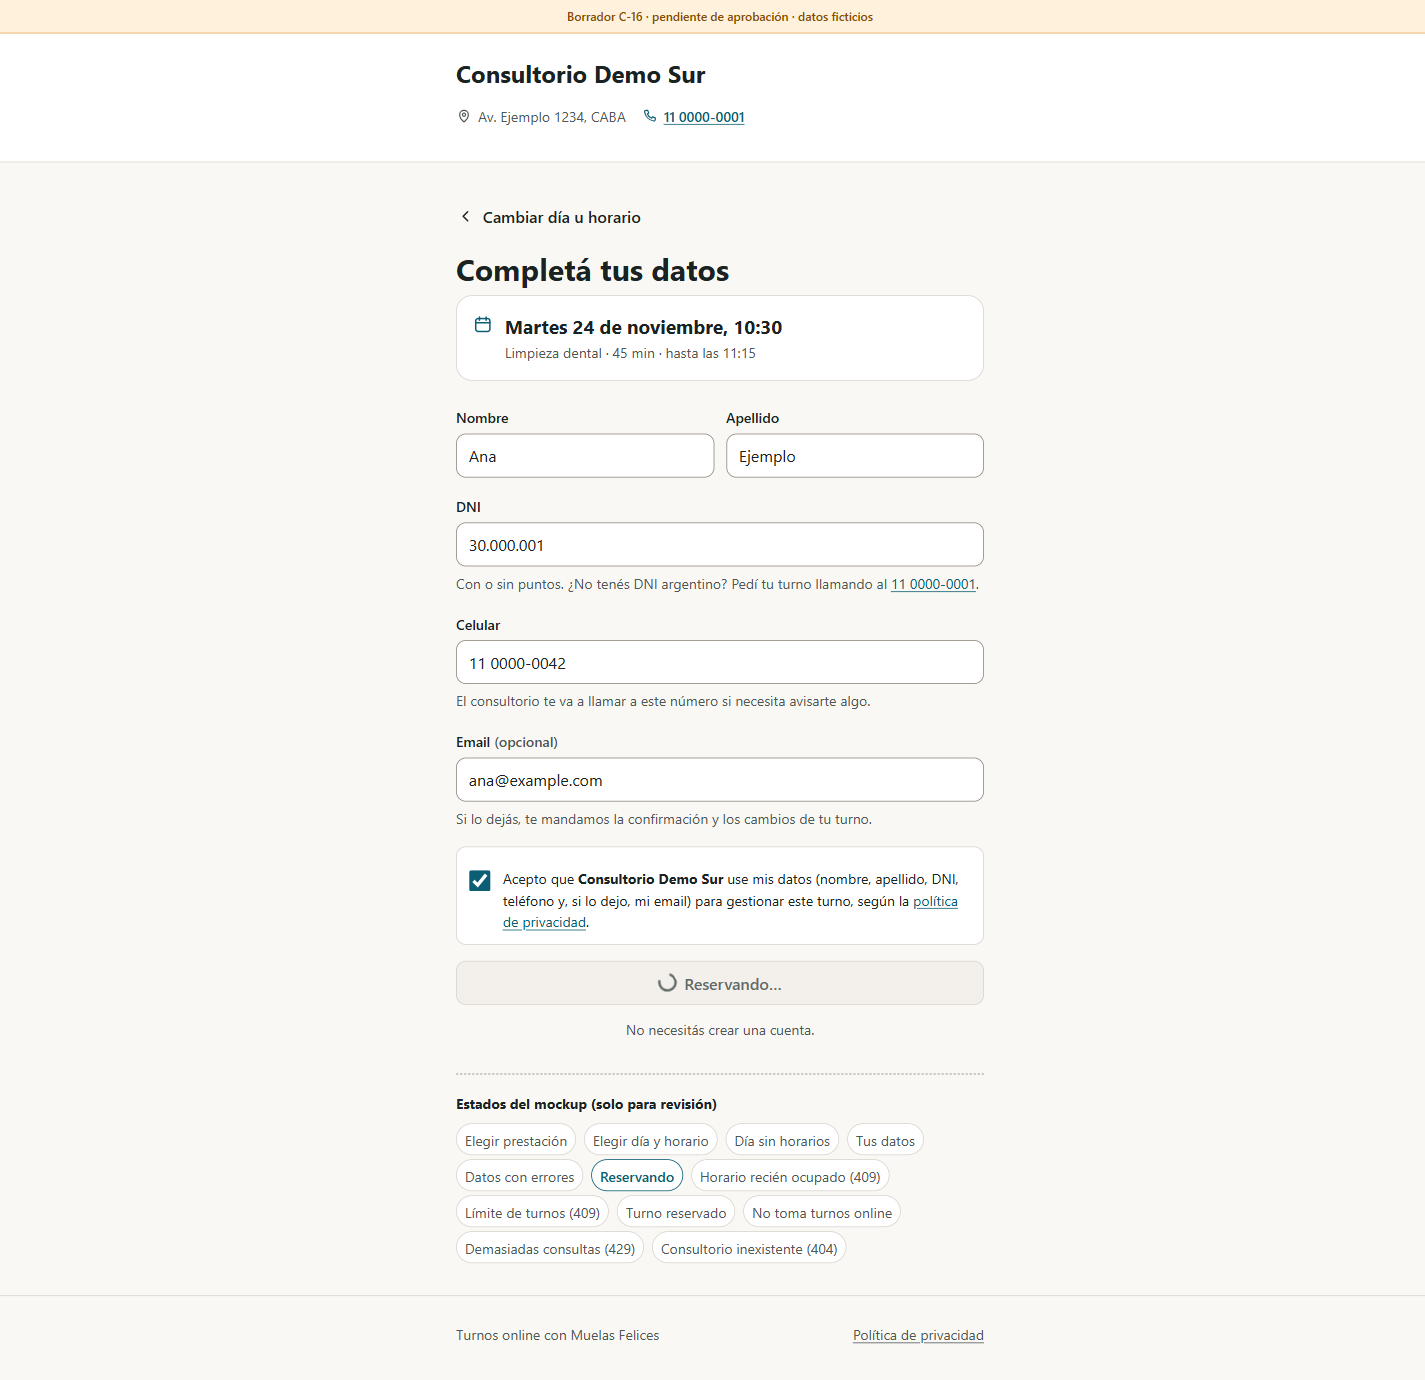 Borrador C-16 · pendiente de aprobación · datos ficticios
Consultorio Demo Sur
Av. Ejemplo 1234, CABA
11 0000-0001
Cambiar día u horario
Completá tus datos
Martes 24 de noviembre, 10:30
Limpieza dental · 45 min · hasta las 11:15
Nombre
Apellido
Ana
Ejemplo
DNI
30.000.001
Con o sin puntos. ¿No tenés DNI argentino? Pedí tu turno llamando al 11 0000-0001.
Celular
11 0000-0042
El consultorio te va a llamar a este número si necesita avisarte algo.
Email (opcional)
ana@example.com
Si lo dejás, te mandamos la confirmación y los cambios de tu turno.
Acepto que Consultorio Demo Sur use mis datos (nombre, apellido, DNI,
teléfono y, si lo dejo, mi email) para gestionar este turno, según la política
de privacidad.
Reservando...
No necesitás crear una cuenta.
Estados del mockup (solo para revisión)
Elegir prestación
Elegir día y horario
Día sin horarios
Tus datos
Datos con errores
Reservando
Horario recién ocupado (409)
Límite de turnos (409)
Turno reservado
No toma turnos online
Demasiadas consultas (429)
Consultorio inexistente (404)
Turnos online con Muelas Felices
Política de privacidad